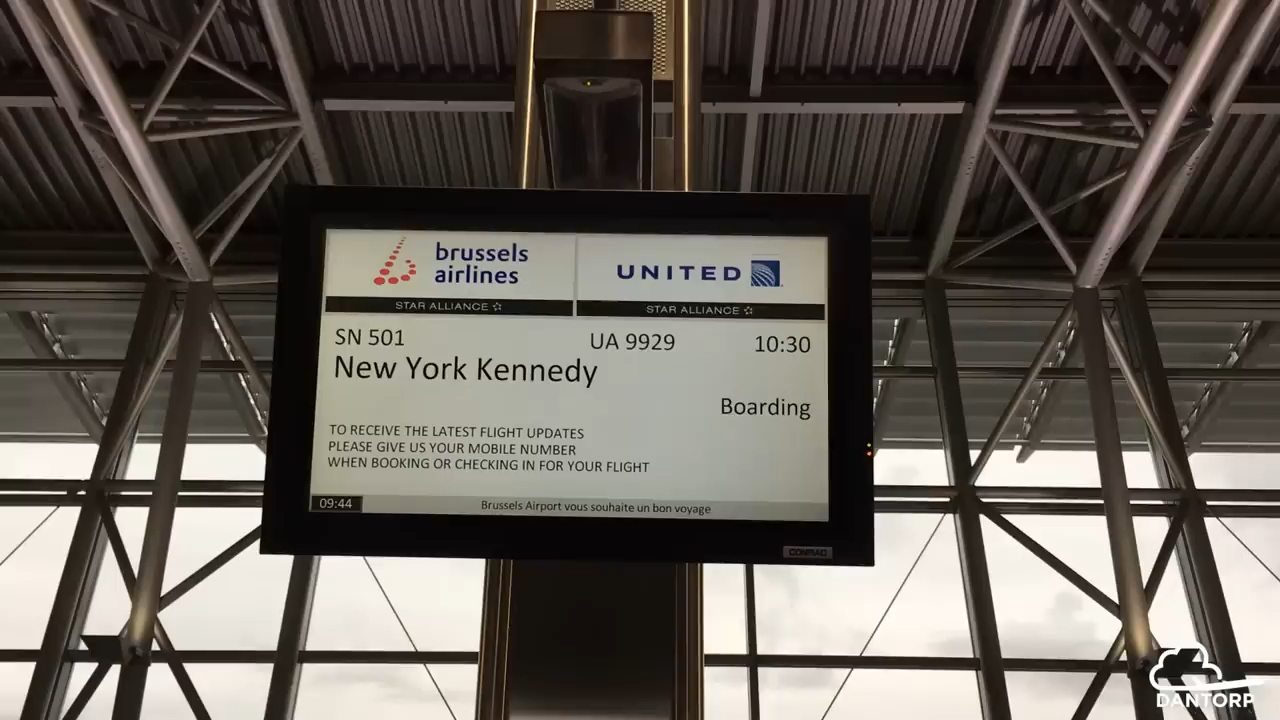 brussels airlines
UNITED
STAR ALLIANCE
STAR ALLIANCE
SN 501 UA 9929 10:30
New York Kennedy
Boarding
TO RECEIVE THE LATEST FLIGHT UPDATES
PLEASE GIVE US YOUR MOBILE NUMBER
WHEN BOOKING OR CHECKING IN FOR YOUR FLIGHT
09:44 Brussels Airport vous souhaite un bon voyage
CONRAC
DANTORP